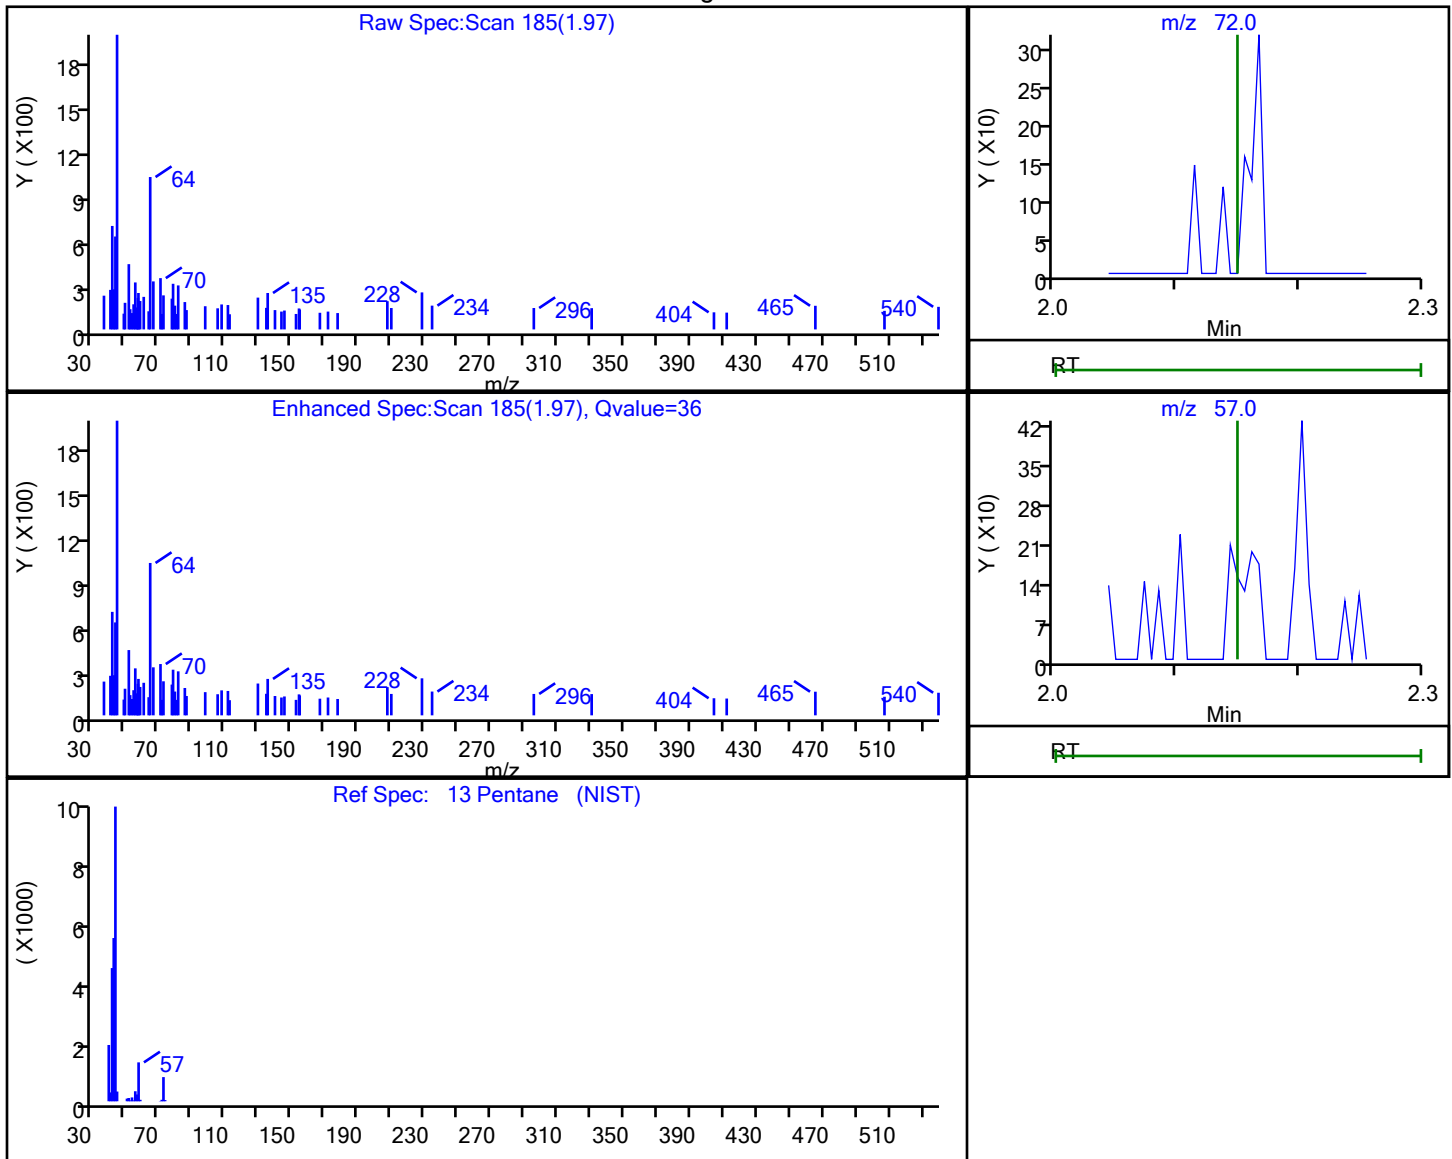 Raw Spec:Scan 185(1.97)
Y ( X100)
18
15
12
9
6
3
0
64
70
135
228
234
296
404
465
540
30 70 110 150 190 230 270 310 350 390 430 470 510
m/z
m/z 72.0
Y ( X10)
30
25
20
15
10
5
0
2.0 2.3
Min
RT
Enhanced Spec:Scan 185(1.97), Qvalue=36
Y ( X100)
18
15
12
9
6
3
0
64
70
135
228
234
296
404
465
540
30 70 110 150 190 230 270 310 350 390 430 470 510
m/z
m/z 57.0
Y ( X10)
42
35
28
21
14
7
0
2.0 2.3
Min
RT
Ref Spec: 13 Pentane (NIST)
( X1000)
10
8
6
4
2
0
57
30 70 110 150 190 230 270 310 350 390 430 470 510